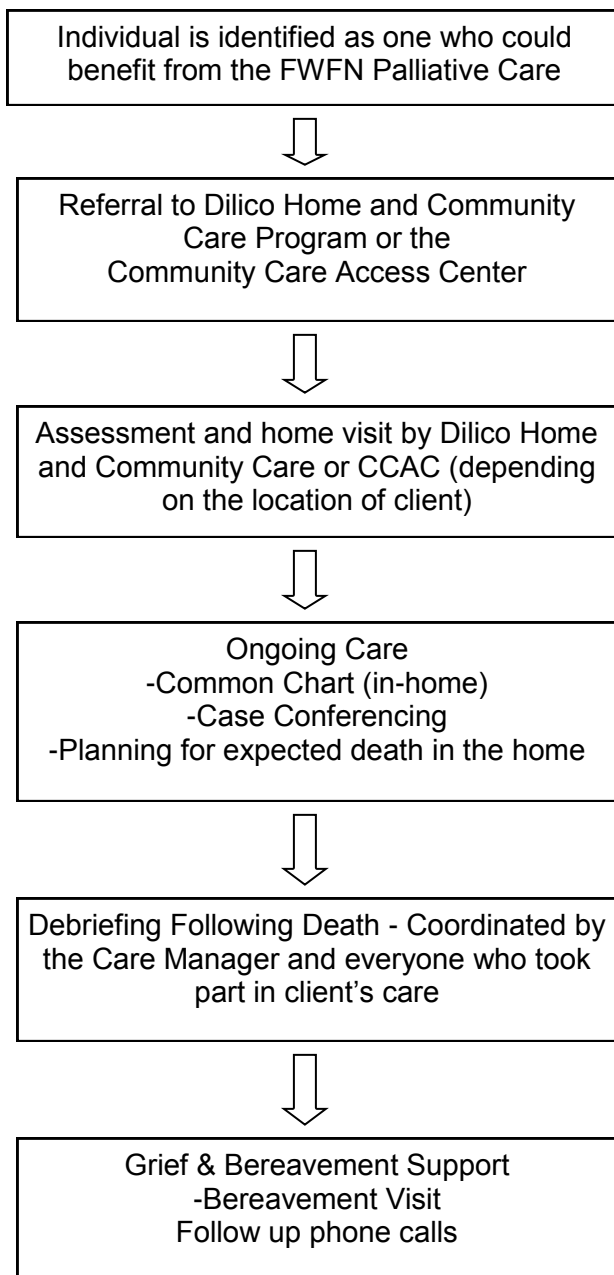 Individual is identified as one who could
benefit from the FWFN Palliative Care
Referral to Dilico Home and Community
Care Program or the
Community Care Access Center
Assessment and home visit by Dilico Home
and Community Care or CCAC (depending
on the location of client)
Ongoing Care
-Common Chart (in-home)
-Case Conferencing
-Planning for expected death in the home
Debriefing Following Death - Coordinated by
the Care Manager and everyone who took
part in client’s care
Grief & Bereavement Support
-Bereavement Visit
Follow up phone calls